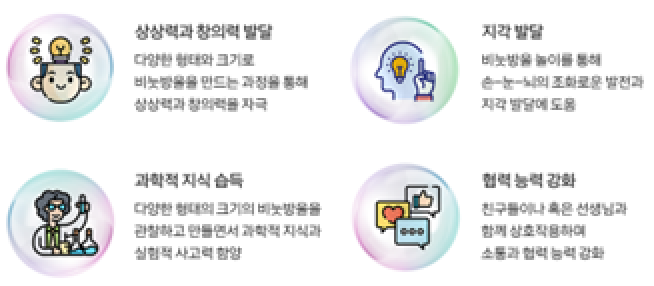 상상력과 창의력 발달
다양한 형태와 크기로
비눗방울을 만드는 과정을 통해
상상력과 창의력을 자극
지각 발달
비눗방울 놀이를 통해
손-눈-뇌의 조화로운 발전과
지각 발달에 도움
과학적 지식 습득
다양한 형태의 크기의 비눗방울을
관찰하고 만들면서 과학적 지식과
실험적 사고력 함양
협력 능력 강화
친구들이나 혹은 선생님과
함께 상호작용하며
소통과 협력 능력 강화